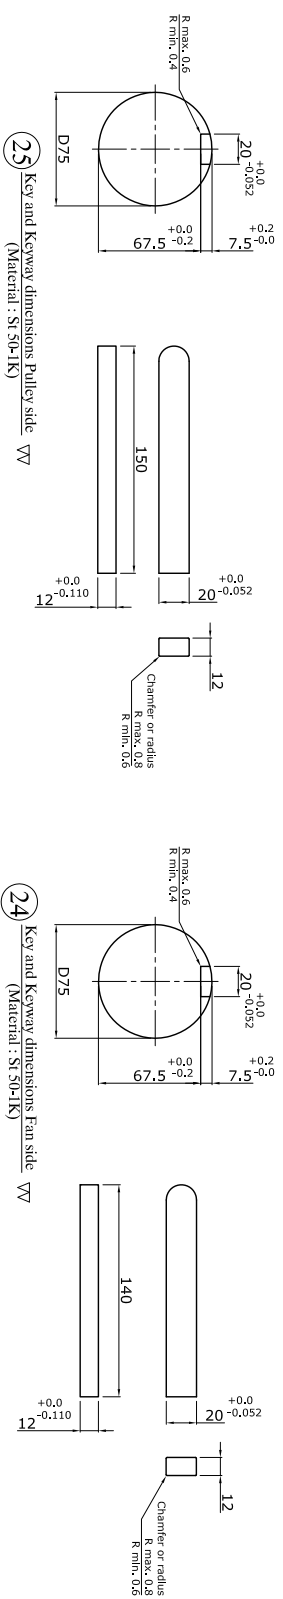 R max. 0.6
R min. 0.4
20 +0.0 -0.052
D75
67.5 +0.0 -0.2
7.5 +0.2 -0.0
150
12 +0.0 -0.110
20 +0.0 -0.052
12
Chamfer or radius
R max. 0.8
R min. 0.6
25 Key and Keyway dimensions Pulley side
(Material : St 50-1K)
R max. 0.6
R min. 0.4
20 +0.0 -0.052
D75
67.5 +0.0 -0.2
7.5 +0.2 -0.0
140
12 +0.0 -0.110
20 +0.0 -0.052
12
Chamfer or radius
R max. 0.8
R min. 0.6
24 Key and Keyway dimensions Fan side
(Material : St 50-1K)